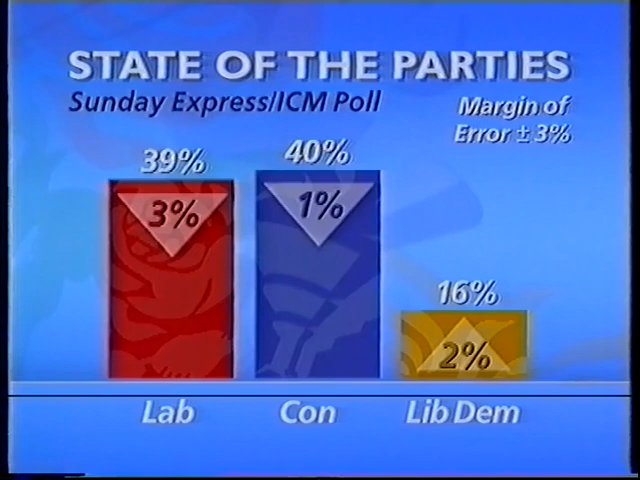 STATE OF THE PARTIES
Sunday Express/ICM Poll
Margin of
Error ± 3%
39%
40%
16%
3%
1%
2%
Lab
Con
Lib Dem